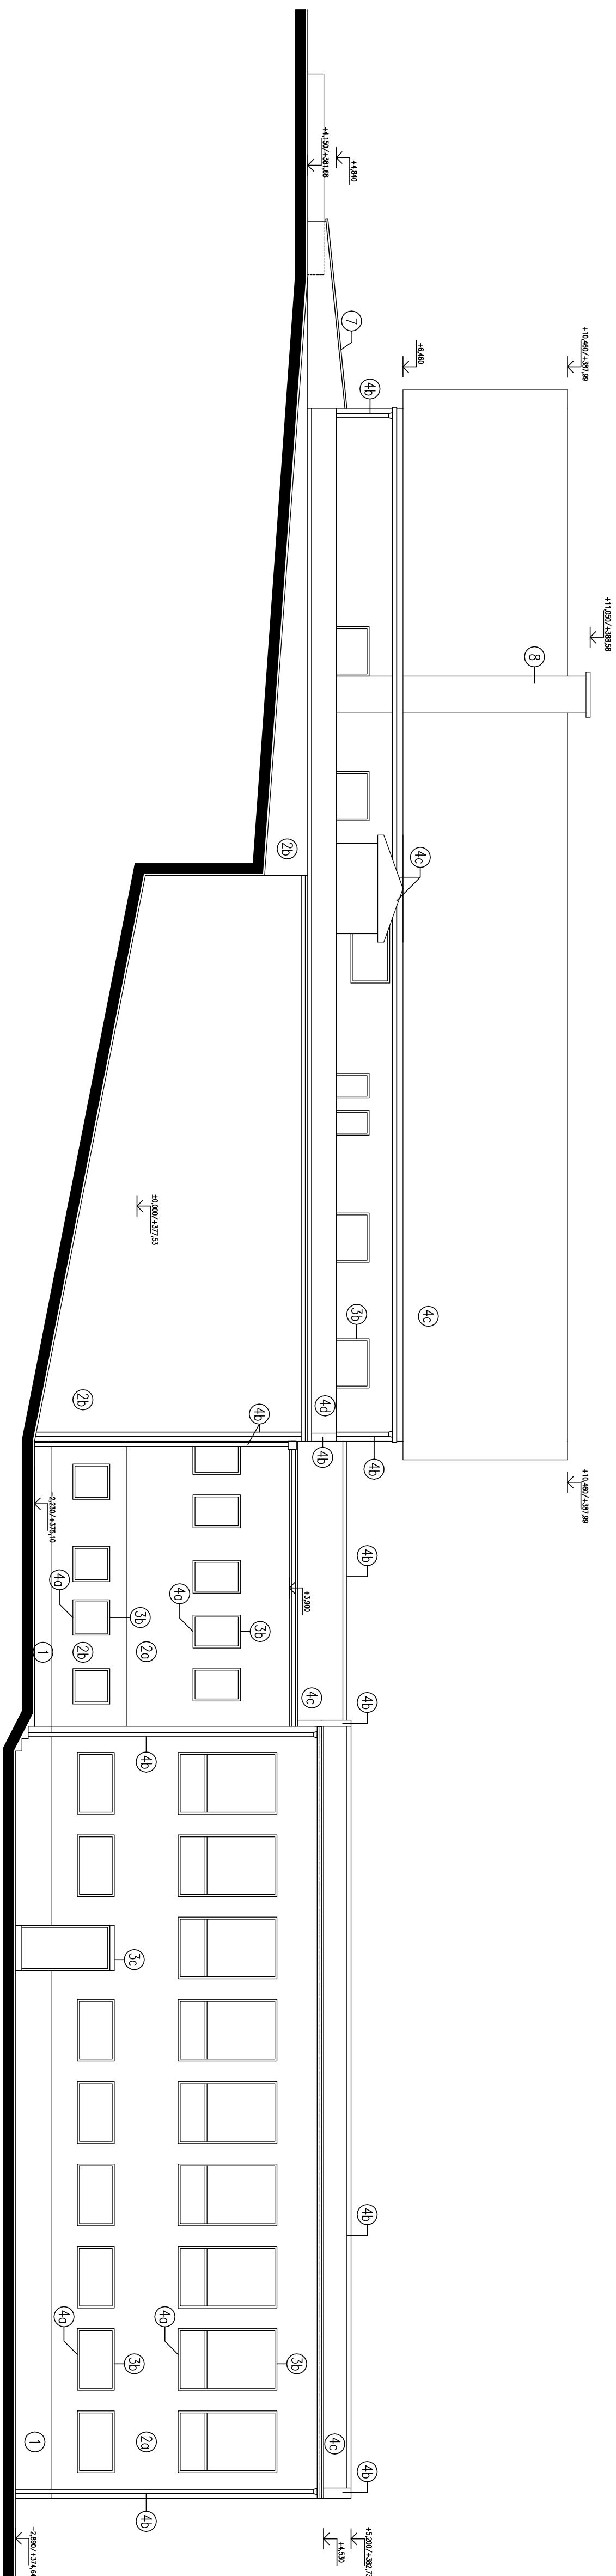 +4,150/+381,68
+4,840
7
+10,460/+387,99
+6,460
4b
+11,050/+388,58
8
2b
4c
±0,000/+377,53
3b
4c
2b
4d
4b
4b
4b
+10,460/+387,99
-2,230/+375,10
4b
4a
3b
4a
+3,900
3b
1
2b
2a
4c
4b
4b
3c
4b
4a
4a
3b
3b
1
2a
4c
4b
4b
+5,200/+382,73
+4,530
-2,890/+374,64